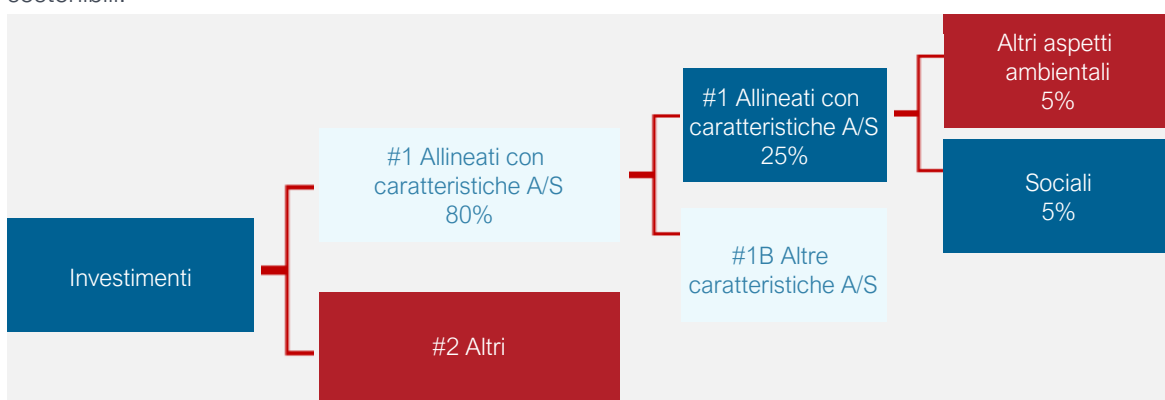 sostenibili.
Investimenti
#1 Allineati con
caratteristiche A/S
80%
#2 Altri
#1 Allineati con
caratteristiche A/S
25%
#1B Altre
caratteristiche A/S
Altri aspetti
ambientali
5%
Sociali
5%